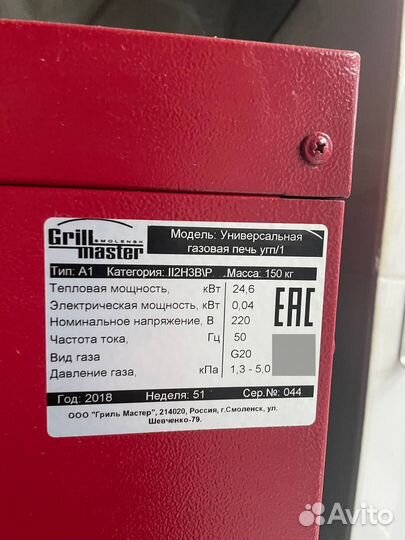 Grill
SMOLENSK
master
Модель: Универсальная
газовая печь угп/1
Тип: А1 Категория: II2H3B\P Масса: 150 кг
Тепловая мощность, кВт 24,6
Электрическая мощность, кВт 0,04
Номинальное напряжение, В 220
Частота тока, Гц 50
Вид газа G20
Давление газа, кПа 1,3 - 5,0
EAC
Год: 2018 Неделя: 51 Сер.№: 044
ООО "Гриль Мастер", 214020, Россия, г.Смоленск, ул.
Шевченко-79.
Avito